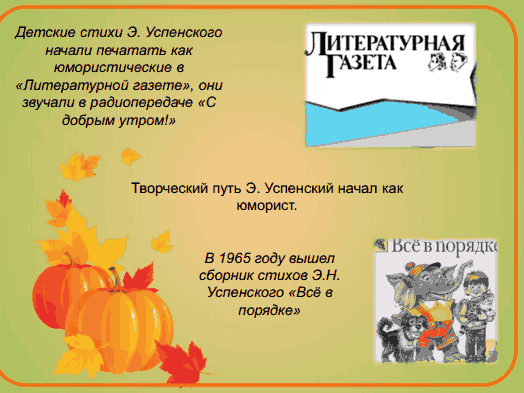 Детские стихи Э. Успенского
начали печатать как
юмористические в
«Литературной газете», они
звучали в радиопередаче «С
добрым утром!»
ЛИТЕРАТУРНАЯ
ГАЗЕТА
Творческий путь Э. Успенский начал как
юморист.
В 1965 году вышел
сборник стихов Э.Н.
Успенского «Всё в
порядке»
Всё в порядке